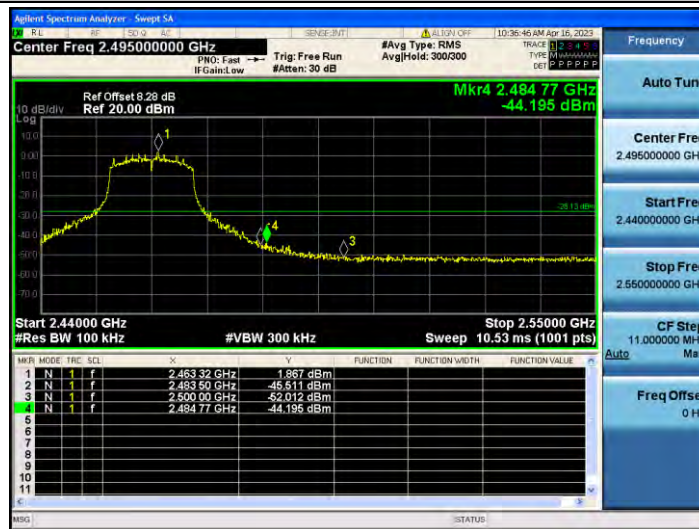 Agilent Spectrum Analyzer - Swept SA
RL RF 50 Ω AC SENSE:INT ALIGN OFF 10:36:46 AM Apr 16, 2023
Center Freq 2.495000000 GHz #Avg Type: RMS TRACE 1 2 3 4 5 6
PNO: Fast Trig: Free Run Avg|Hold: 300/300 TYPE M
IFGain:Low #Atten: 30 dB DET P P P P P P
Frequency
Auto Tun
Center Fre
2.495000000 GH
Start Fre
2.440000000 GH
Stop Fre
2.550000000 GH
CF Ste
11.000000 MH
Auto Ma
Freq Offse
0 H
Mkr4 2.484 77 GHz
-44.195 dBm
Ref Offset 8.28 dB
10 dB/div Ref 20.00 dBm
Log
10.0
0.00
-10.0
-20.0
-30.0
-40.0
-50.0
-60.0
-70.0
1
4
3
-28.13 dBm
Start 2.44000 GHz Stop 2.55000 GHz
#Res BW 100 kHz #VBW 300 kHz Sweep 10.53 ms (1001 pts)
MKR MODE TRC SCL X Y FUNCTION FUNCTION WIDTH FUNCTION VALUE
1 N 1 f 2.463 32 GHz 1.867 dBm
2 N 1 f 2.483 50 GHz -45.511 dBm
3 N 1 f 2.500 00 GHz -52.012 dBm
4 N 1 f 2.484 77 GHz -44.195 dBm
5
6
7
8
9
10
11
MSG STATUS